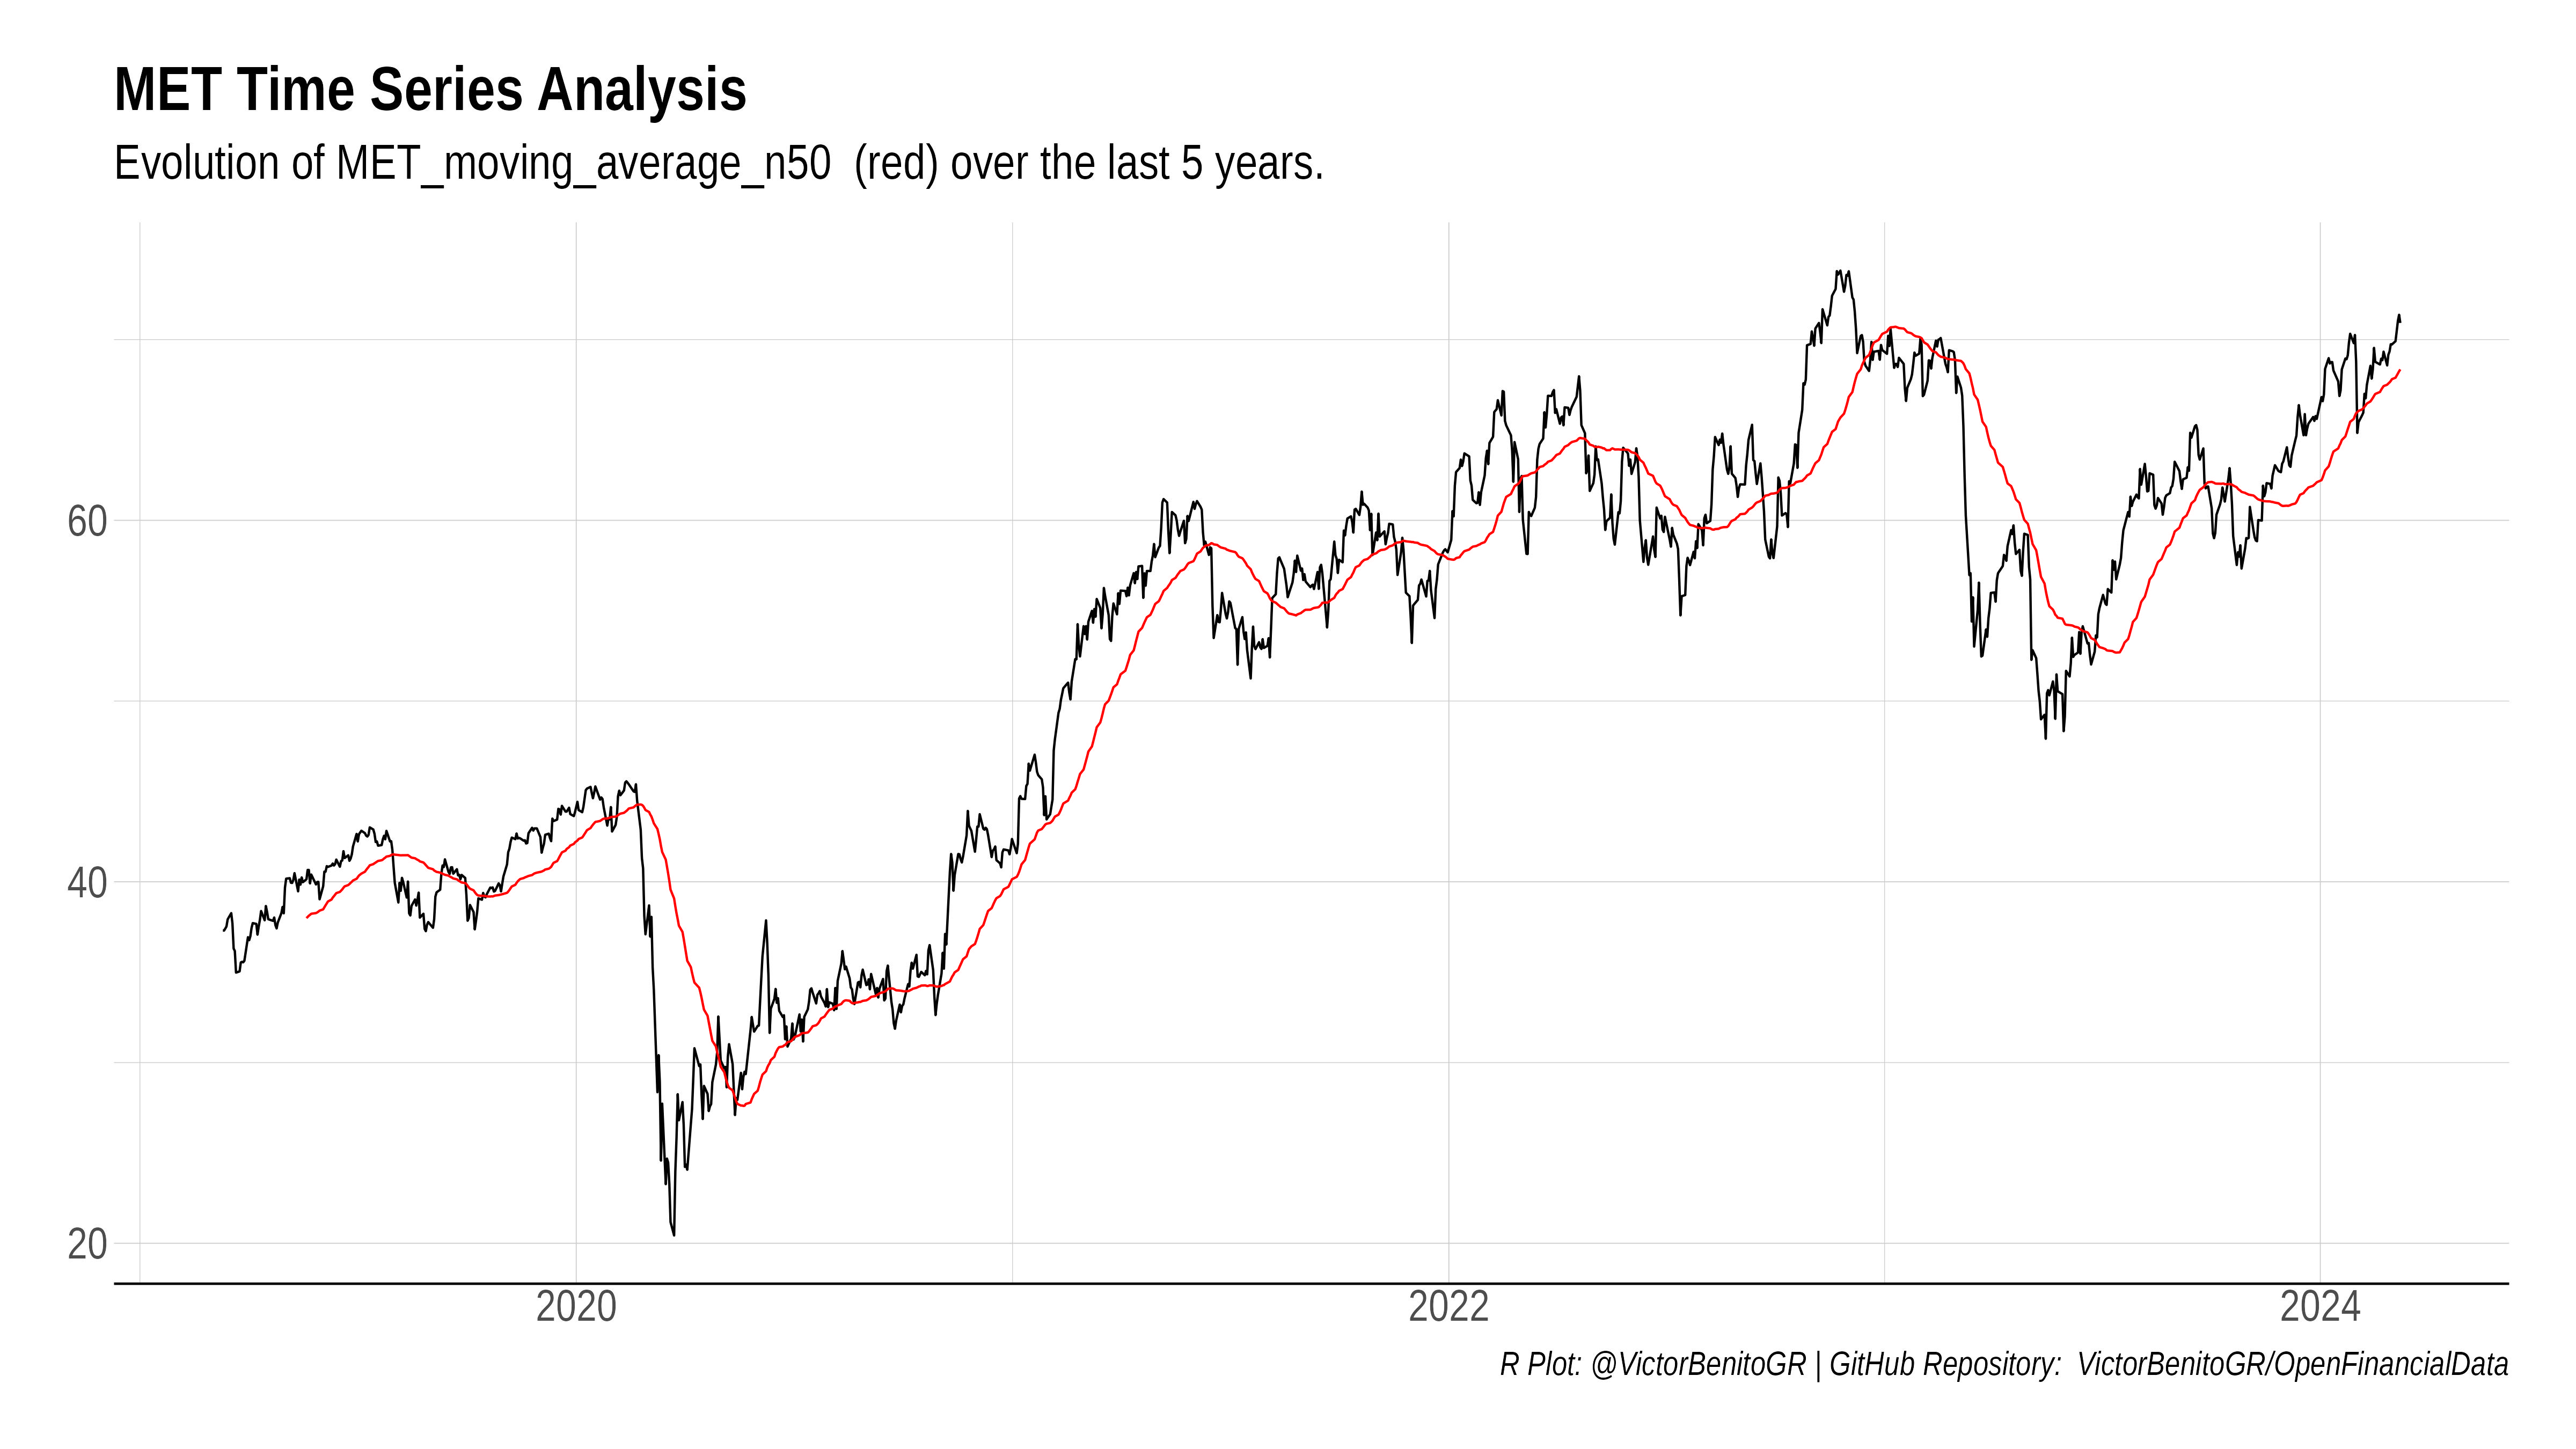 MET Time Series Analysis
Evolution of MET_moving_average_n50  (red) over the last 5 years.
60
40
20
2020 2022 2024
R Plot: @VictorBenitoGR | GitHub Repository:  VictorBenitoGR/OpenFinancialData